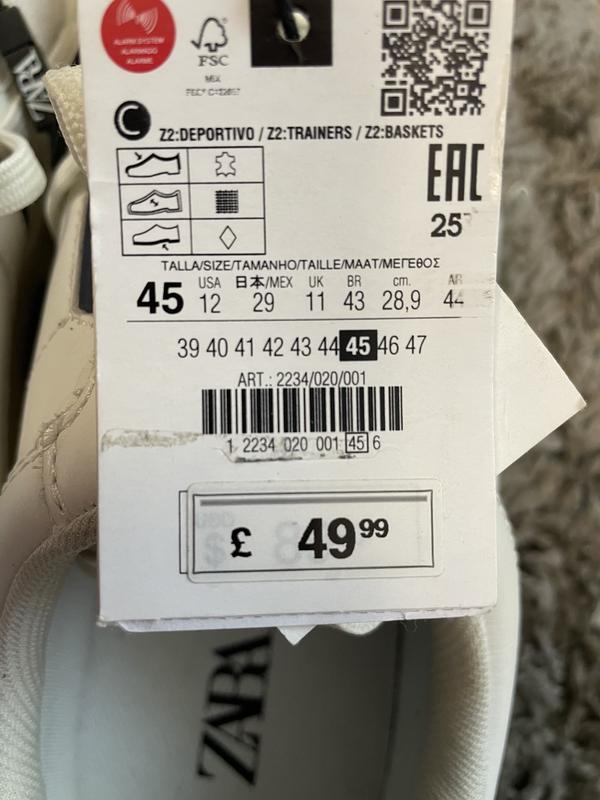 ALARM SYSTEM
ALARMADO
ALARME
FSC
MIX
ZARA
Z2:DEPORTIVO / Z2:TRAINERS / Z2:BASKETS
EAC
25
TALLA/SIZE/TAMANHO/TAILLE/MAAT/ΜΕΓΕΘΟΣ
USA 日本/MEX UK BR cm. AR
45 12 29 11 43 28,9 44
39 40 41 42 43 44 45 46 47
ART.: 2234/020/001
1 2234 020 001 45 6
£ 49 99
ZARA